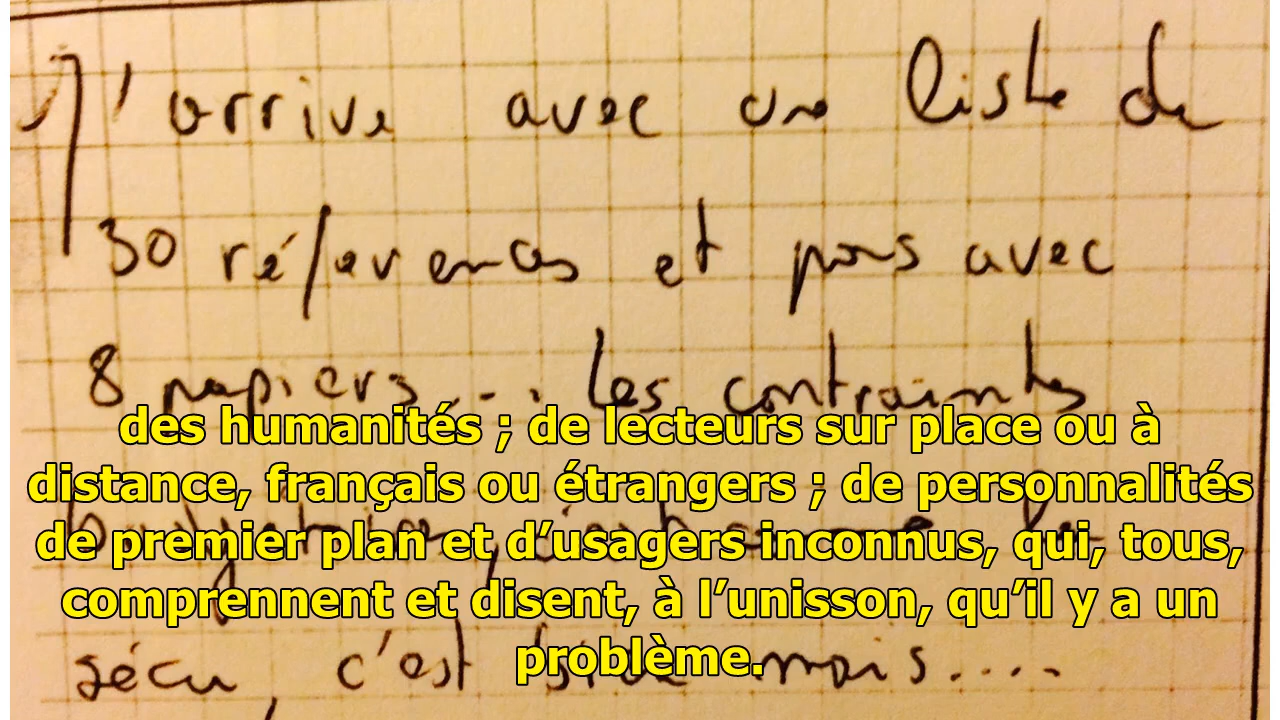 J'arrive avec une liste de
30 références et pars avec
8 papiers... les contraintes
des humanités ; de lecteurs sur place ou à
distance, français ou étrangers ; de personnalités
de premier plan et d'usagers inconnus, qui, tous,
comprennent et disent, à l'unisson, qu'il y a un
problème.
sécu, c'est mais....